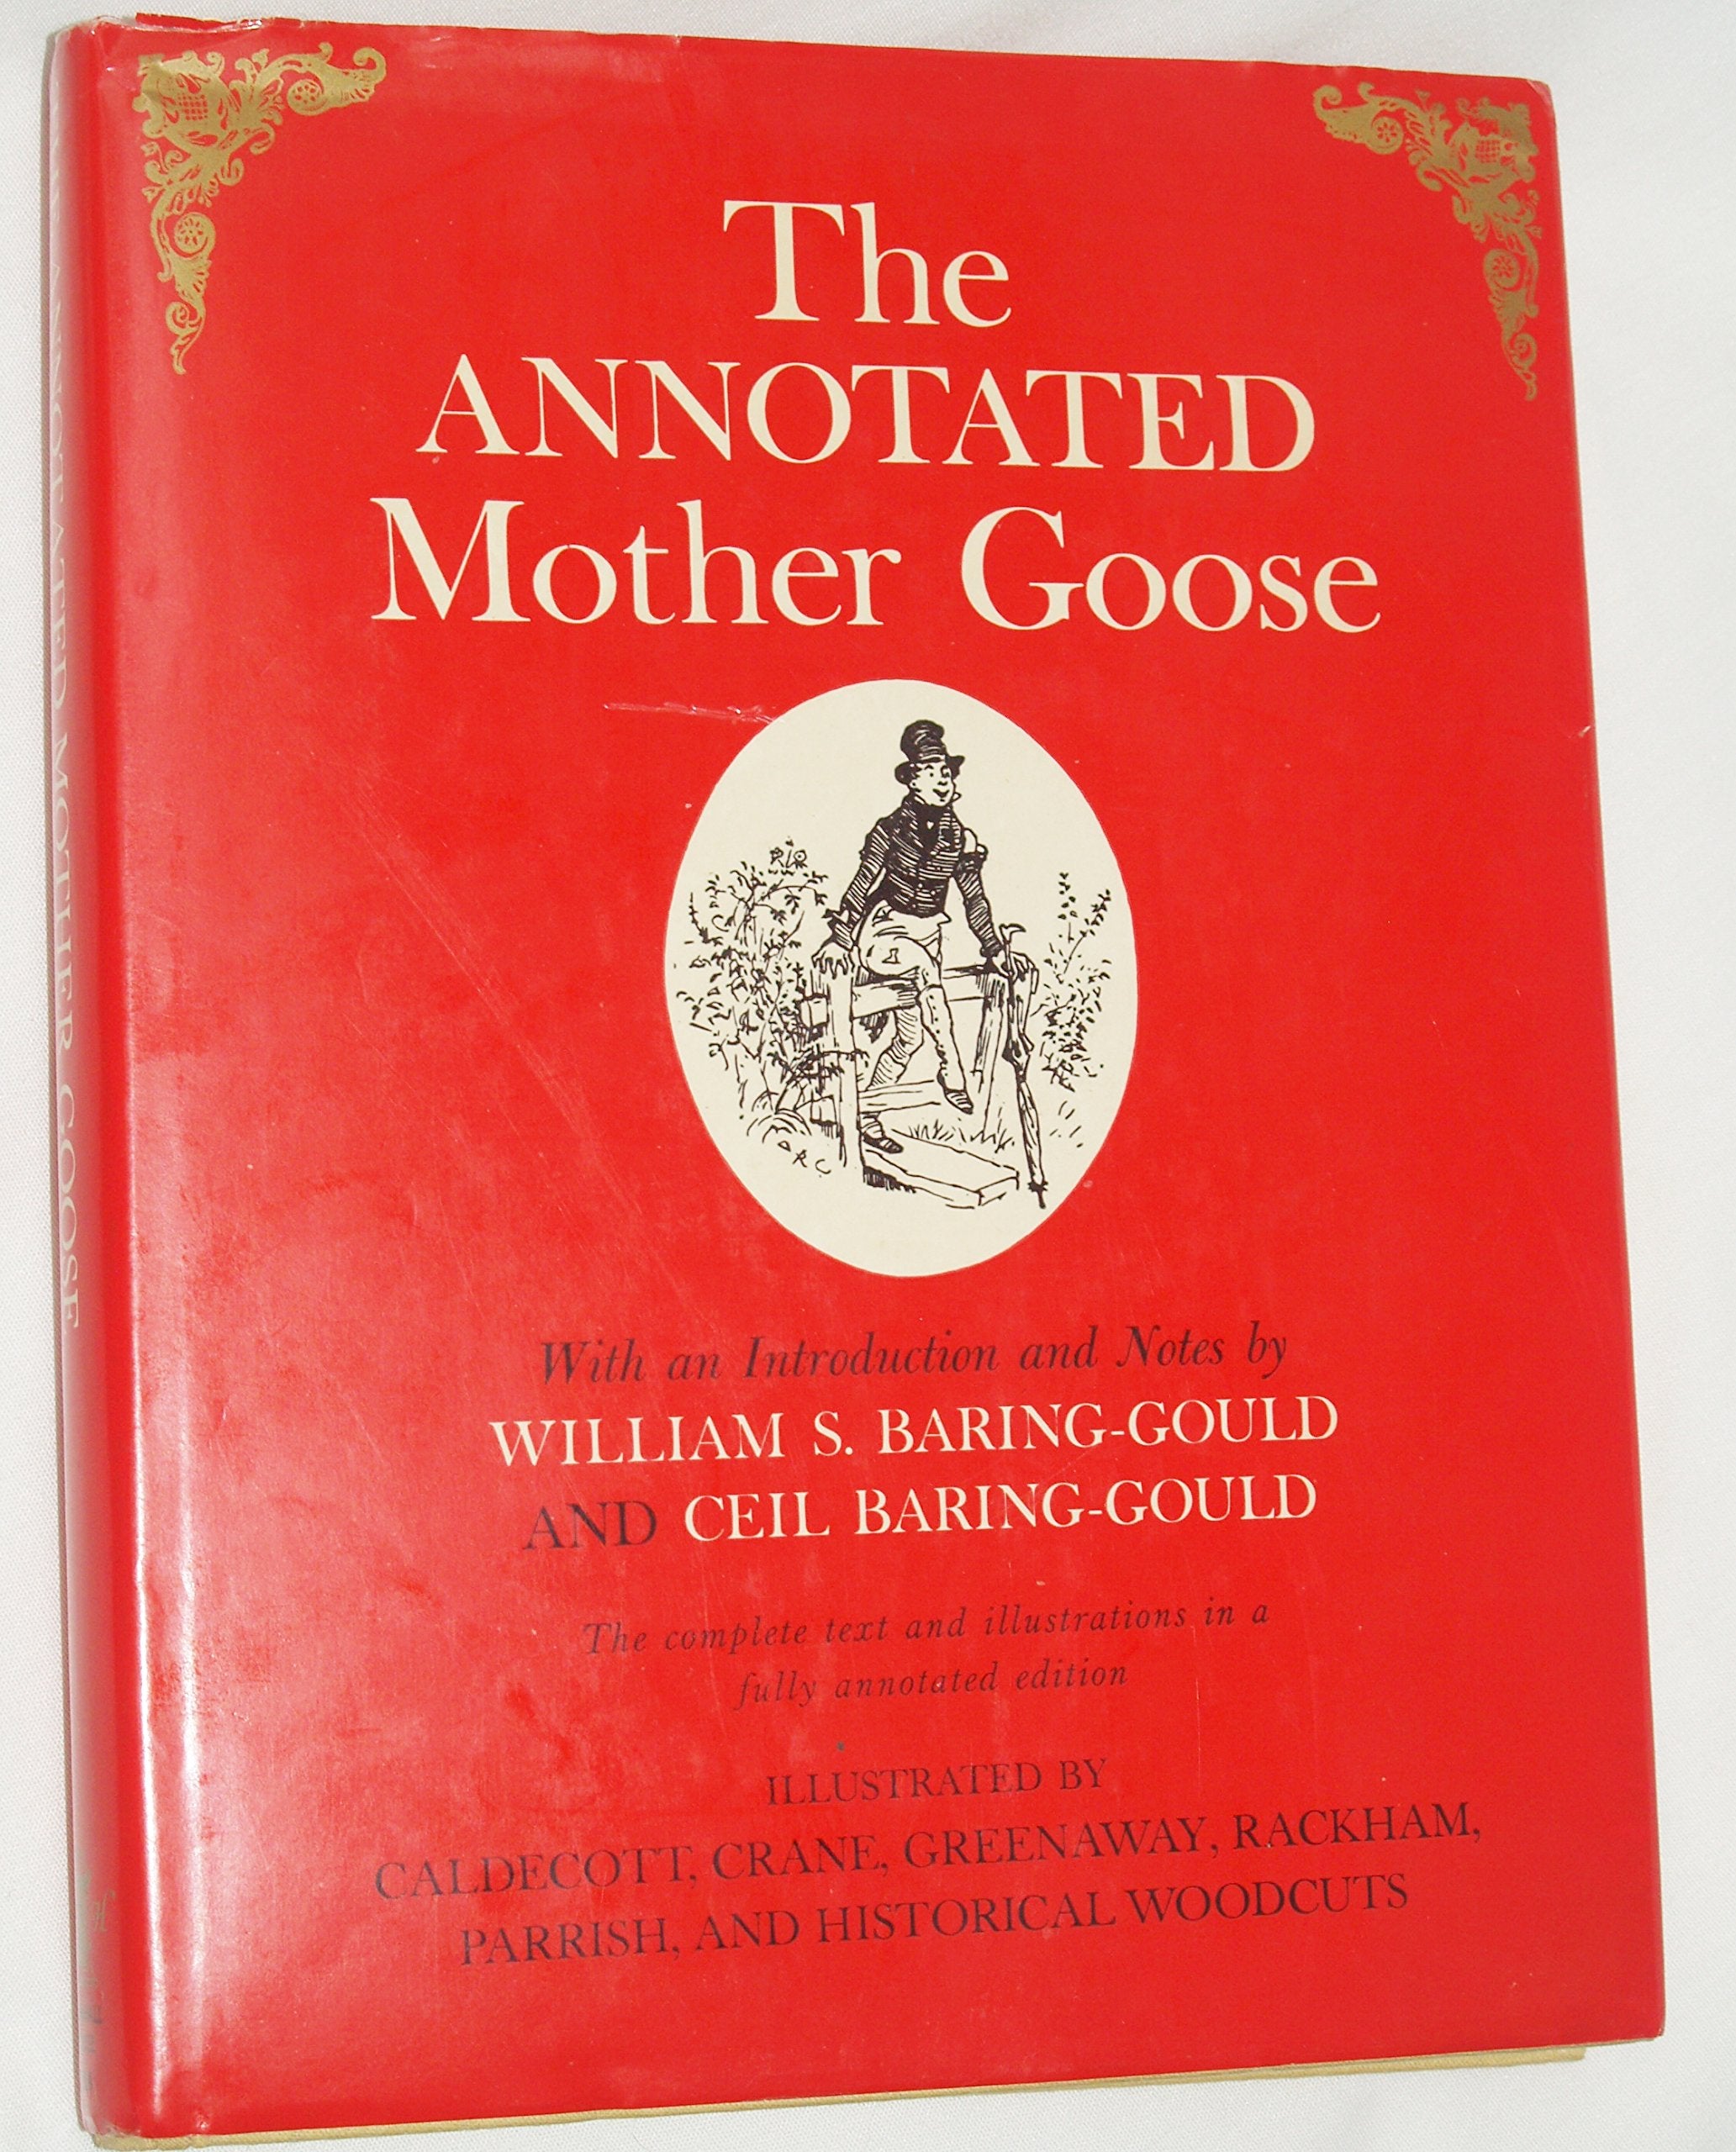 The
ANNOTATED
Mother Goose
RC
With an Introduction and Notes by
WILLIAM S. BARING-GOULD
AND CEIL BARING-GOULD
The complete text and illustrations in a
fully annotated edition
ILLUSTRATED BY
CALDECOTT, CRANE, GREENAWAY, RACKHAM,
PARRISH, AND HISTORICAL WOODCUTS
ANNOTATED MOTHER GOOSE